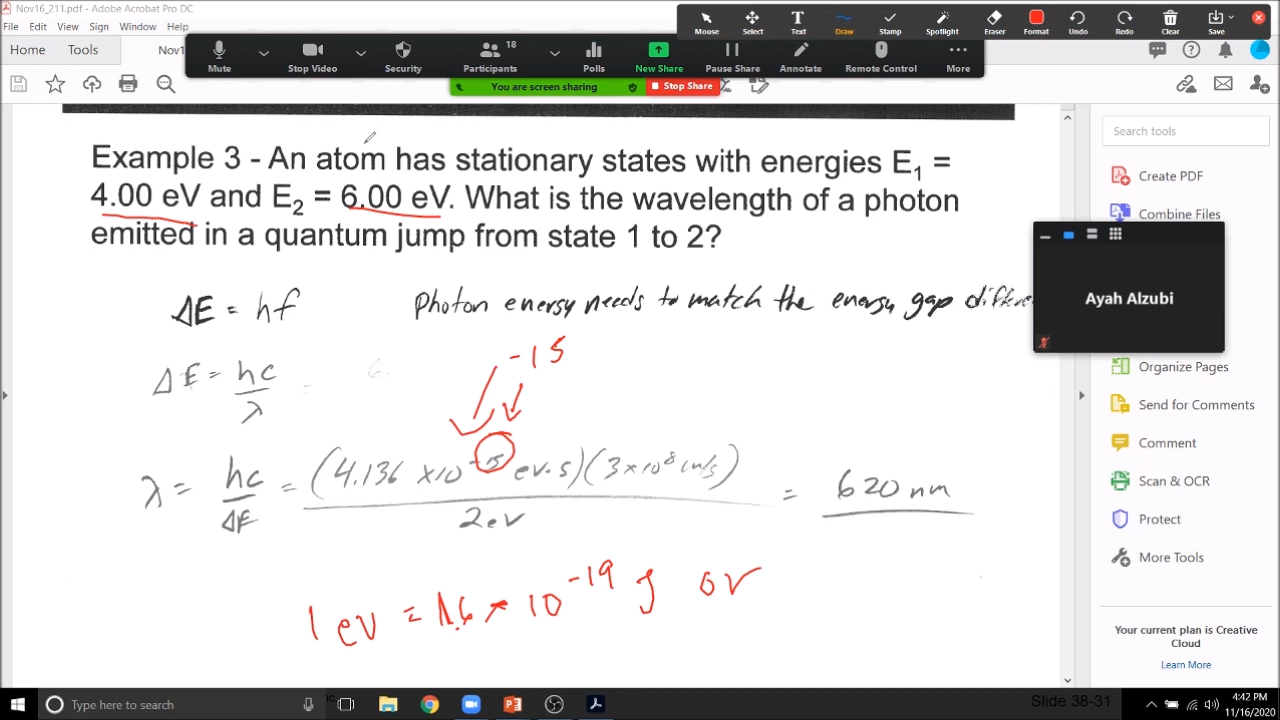 Nov16_211.pdf - Adobe Acrobat Pro DC
File Edit View Sign Window Help
Mouse Select Text Draw Stamp Spotlight Eraser Format Undo Redo Clear Save
Home Tools Nov1
18
Mute Stop Video Security Participants Polls New Share Pause Share Annotate Remote Control More
You are screen sharing Stop Share
Search tools
Example 3 - An atom has stationary states with energies E₁ =
4.00 eV and E₂ = 6.00 eV. What is the wavelength of a photon
emitted in a quantum jump from state 1 to 2?
ΔE = hf Photon energy needs to match the energy gap
ΔE = hc/λ =
-15
λ = hc/ΔE = (4.136 ×10⁻¹⁵ eV·s)(3×10⁸ m/s) / 2eV = 620 nm
1 eV = 1.6 × 10⁻¹⁹ J or
Create PDF
Combine Files
Ayah Alzubi
Organize Pages
Send for Comments
Comment
Scan & OCR
Protect
More Tools
Your current plan is Creative
Cloud
Learn More
Slide 38-31
Type here to search
4:42 PM
11/16/2020